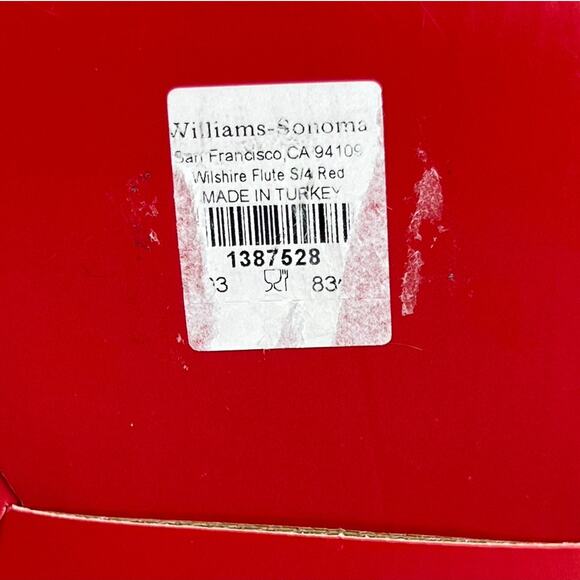 Williams-Sonoma
San Francisco,CA 94109
Wilshire Flute S/4 Red
MADE IN TURKEY
1387528